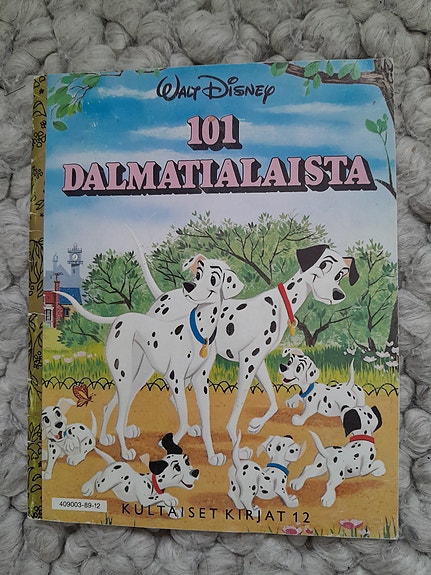 WALT DISNEY
101
DALMATIALAISTA
409003-89-12
KULTAISET KIRJAT 12